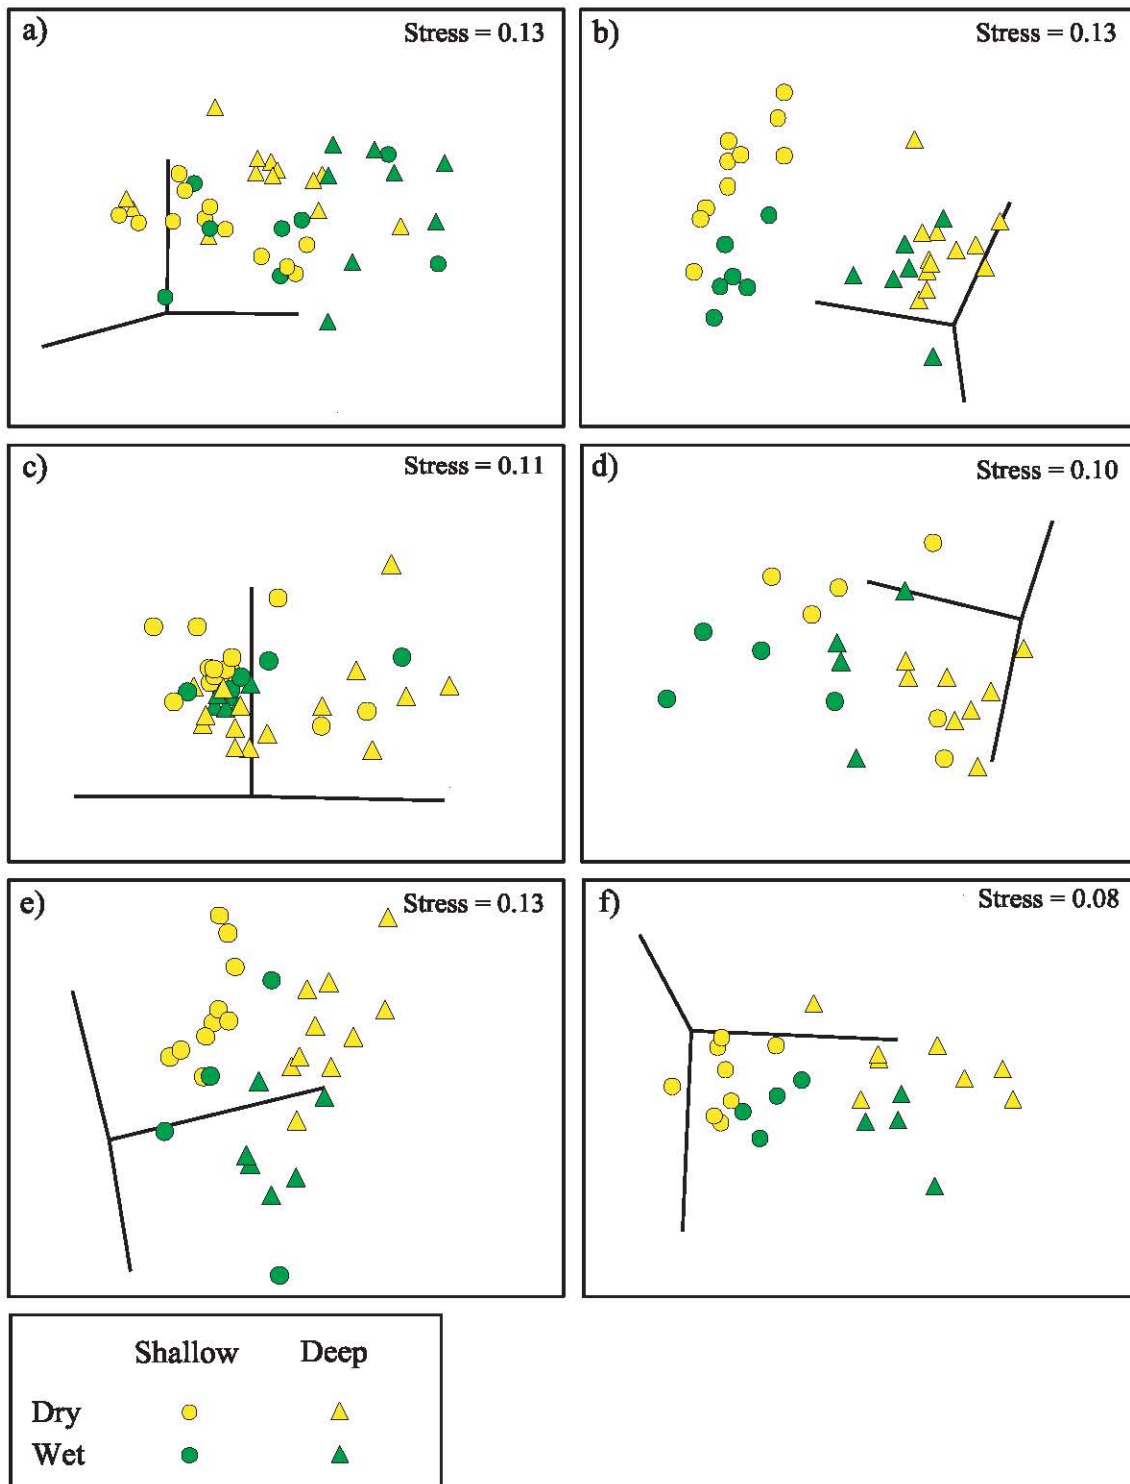 a) Stress = 0.13
b) Stress = 0.13
c) Stress = 0.11
d) Stress = 0.10
e) Stress = 0.13
f) Stress = 0.08
Shallow Deep
Dry
Wet